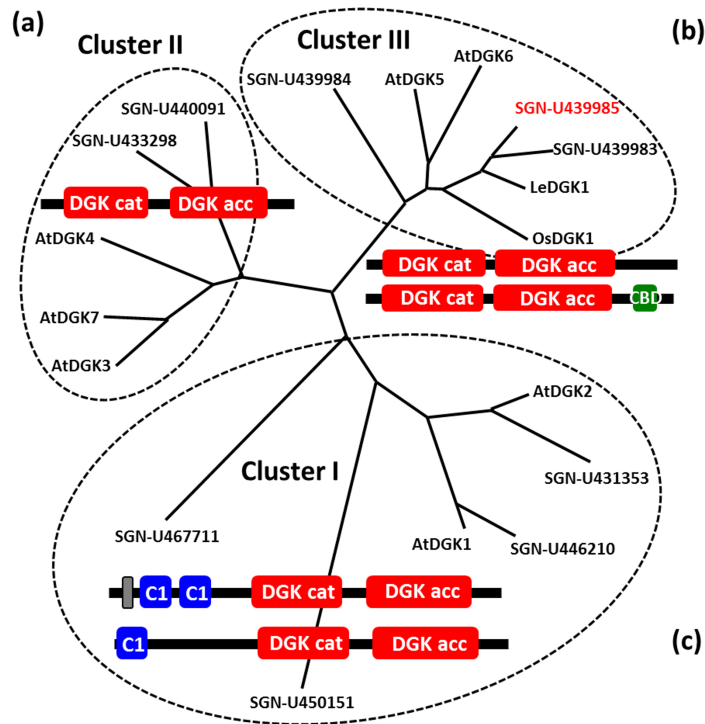 (a)
Cluster II
Cluster III
(b)
AtDGK6
SGN-U439984
AtDGK5
SGN-U440091
SGN-U439985
SGN-U433298
SGN-U439983
LeDGK1
DGK cat DGK acc
AtDGK4
OsDGK1
DGK cat DGK acc
DGK cat DGK acc CBD
AtDGK7
AtDGK3
AtDGK2
Cluster I
SGN-U431353
SGN-U467711
AtDGK1
SGN-U446210
C1 C1 DGK cat DGK acc
C1 DGK cat DGK acc
(c)
SGN-U450151